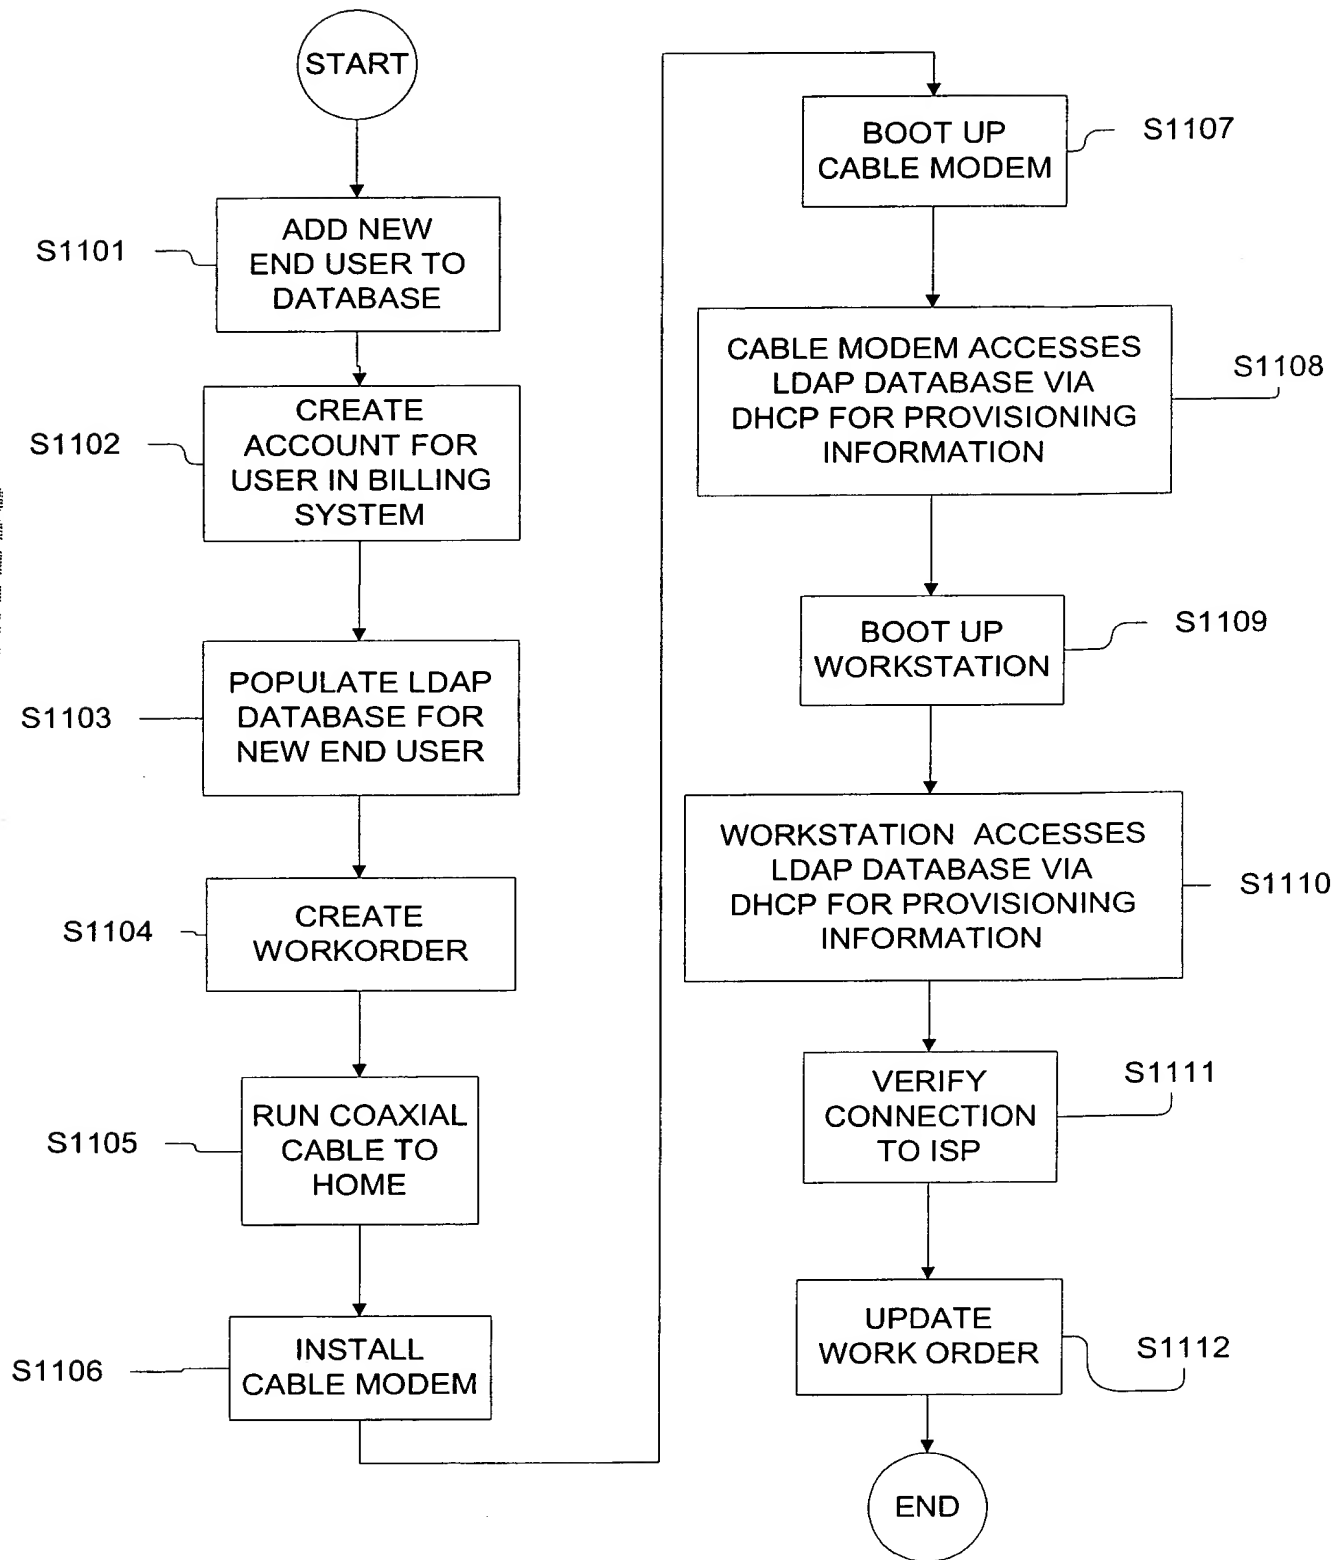 START
S1101
ADD NEW
END USER TO
DATABASE
S1102
CREATE
ACCOUNT FOR
USER IN BILLING
SYSTEM
S1103
POPULATE LDAP
DATABASE FOR
NEW END USER
S1104
CREATE
WORKORDER
S1105
RUN COAXIAL
CABLE TO
HOME
S1106
INSTALL
CABLE MODEM
BOOT UP
CABLE MODEM
S1107
CABLE MODEM ACCESSES
LDAP DATABASE VIA
DHCP FOR PROVISIONING
INFORMATION
S1108
BOOT UP
WORKSTATION
S1109
WORKSTATION ACCESSES
LDAP DATABASE VIA
DHCP FOR PROVISIONING
INFORMATION
S1110
VERIFY
CONNECTION
TO ISP
S1111
UPDATE
WORK ORDER
S1112
END